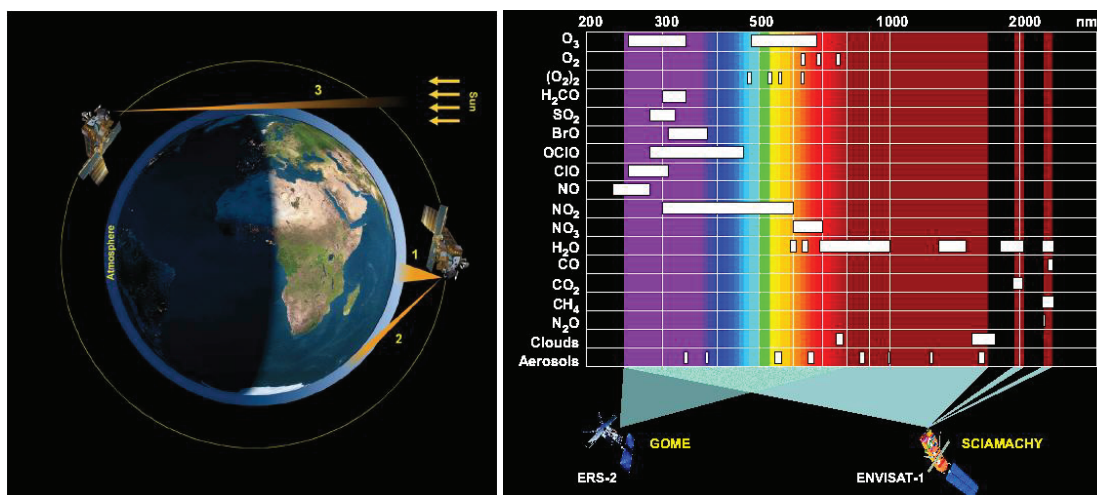 3
Sun
Atmosphere
1
2
200 300 500 1000 2000 nm
O3
O2
(O2)2
H2CO
SO2
BrO
OClO
ClO
NO
NO2
NO3
H2O
CO
CO2
CH4
N2O
Clouds
Aerosols
GOME
SCIAMACHY
ERS-2
ENVISAT-1